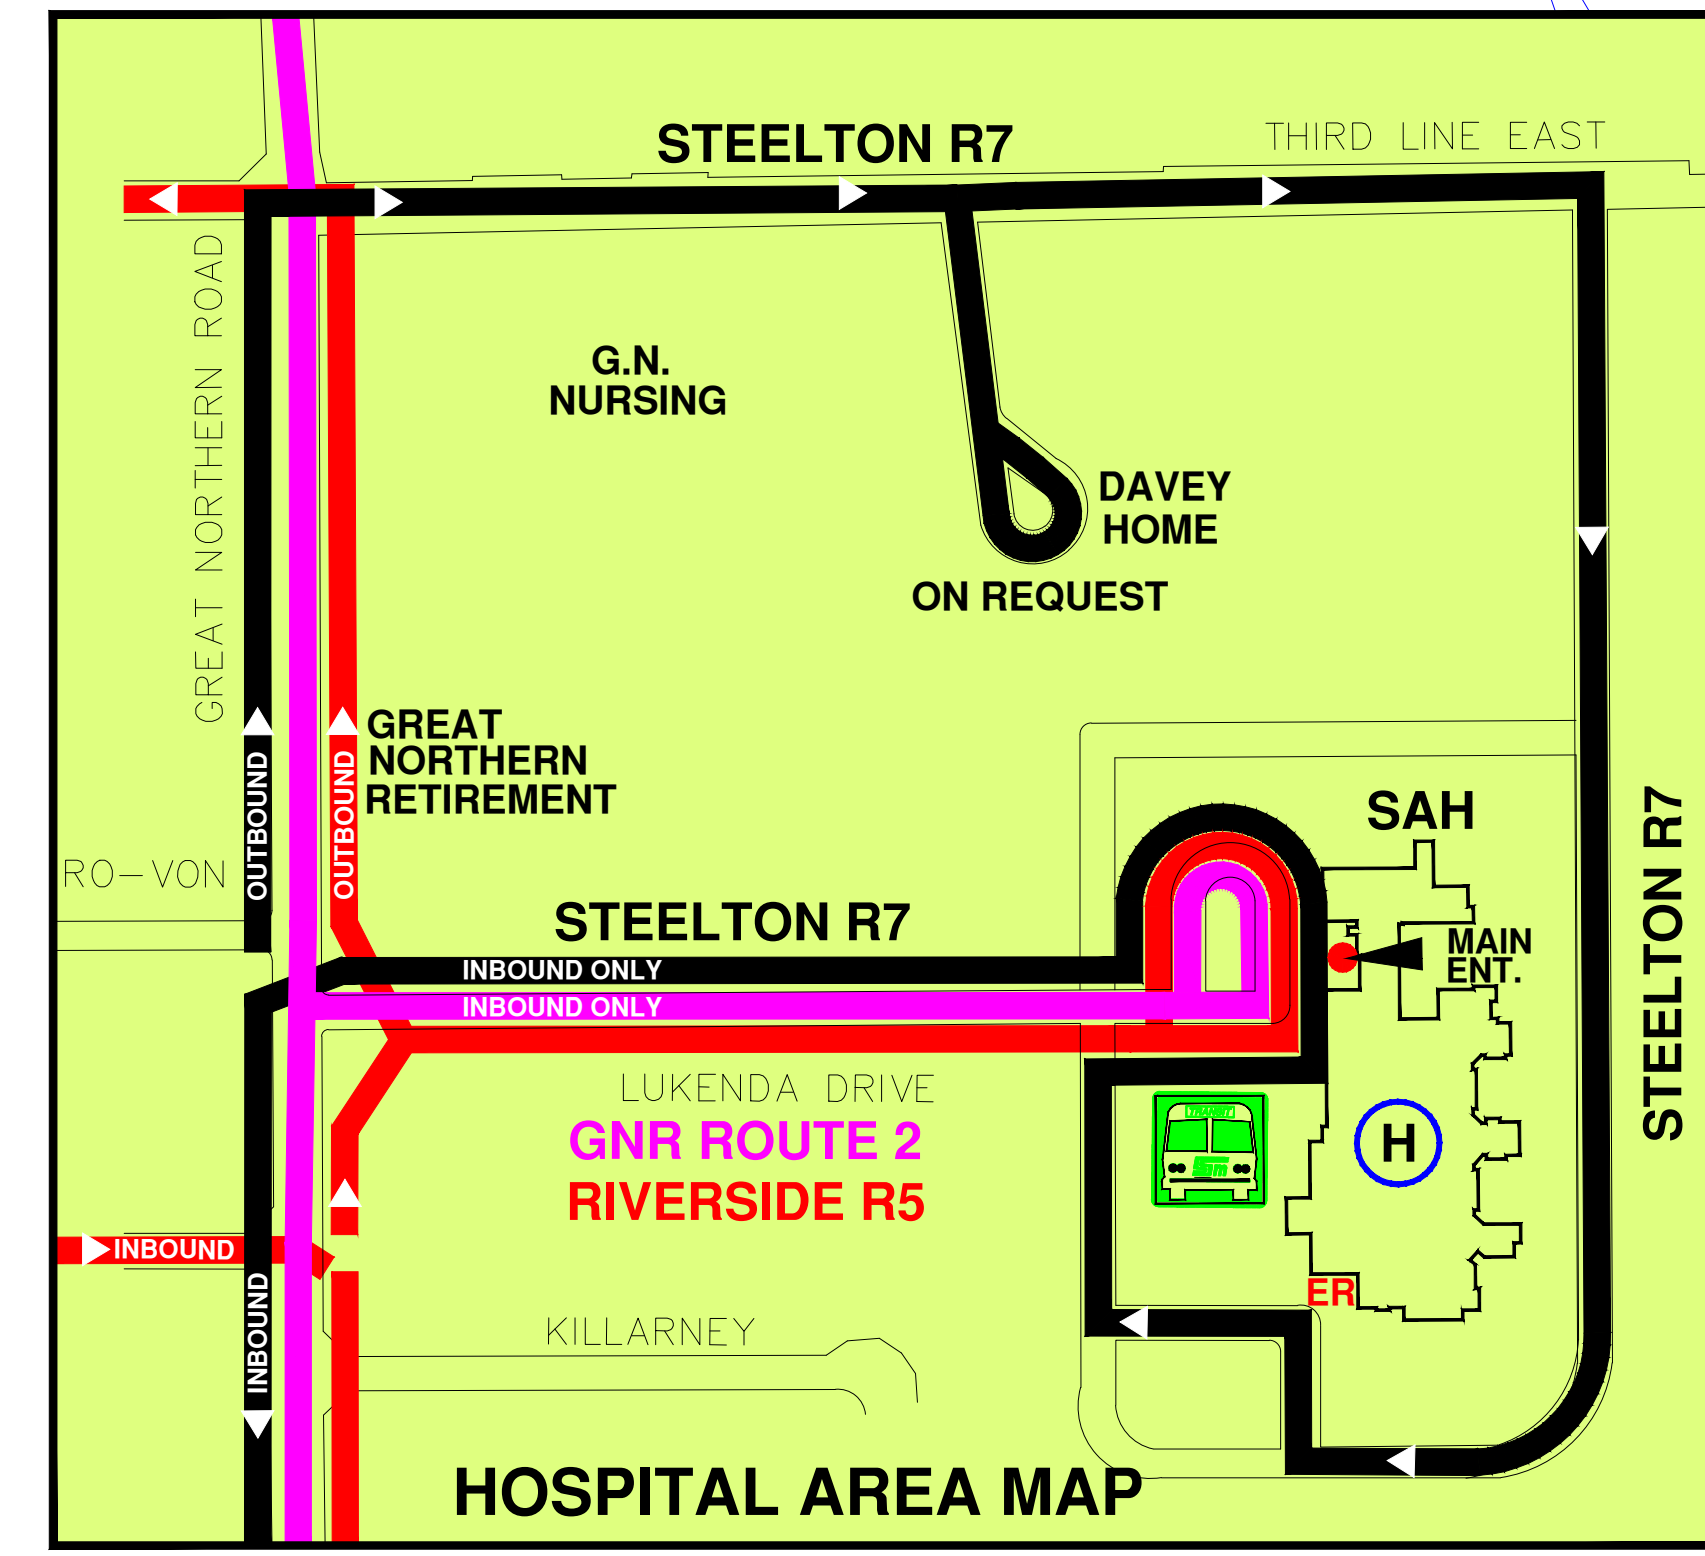 STEELTON R7
THIRD LINE EAST
GREAT NORTHERN ROAD
G.N.
NURSING
DAVEY
HOME
ON REQUEST
GREAT
NORTHERN
RETIREMENT
OUTBOUND
OUTBOUND
RO-VON
SAH
STEELTON R7
STEELTON R7
MAIN
ENT.
INBOUND ONLY
INBOUND ONLY
LUKENDA DRIVE
GNR ROUTE 2
RIVERSIDE R5
TRANSIT
H
INBOUND
INBOUND
ER
KILLARNEY
HOSPITAL AREA MAP